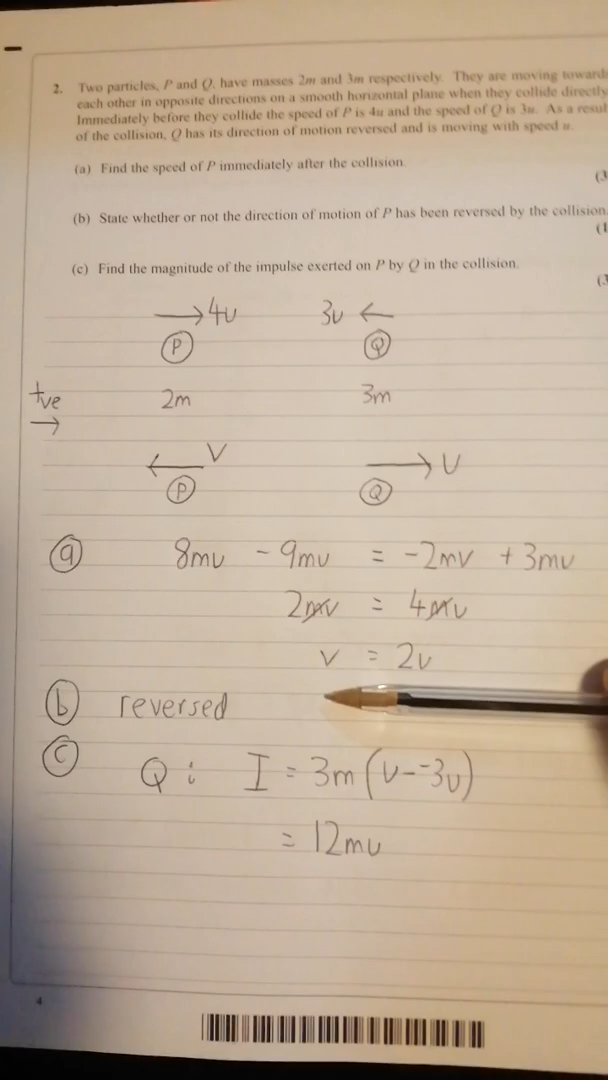 2. Two particles, P and Q, have masses 2m and 3m respectively. They are moving toward
each other in opposite directions on a smooth horizontal plane when they collide directly
Immediately before they collide the speed of P is 4u and the speed of Q is 3u. As a resul
of the collision, Q has its direction of motion reversed and is moving with speed u.
(a) Find the speed of P immediately after the collision.
(3
(b) State whether or not the direction of motion of P has been reversed by the collision.
(1
(c) Find the magnitude of the impulse exerted on P by Q in the collision.
(3
→ 4u 3u ←
P Q
+ve 2m 3m
→
← v → u
P Q
(a) 8mu - 9mu = -2mv + 3mu
2mv = 4mu
v = 2u
(b) reversed
(c) Q: I = 3m(u--3u)
= 12mu
4